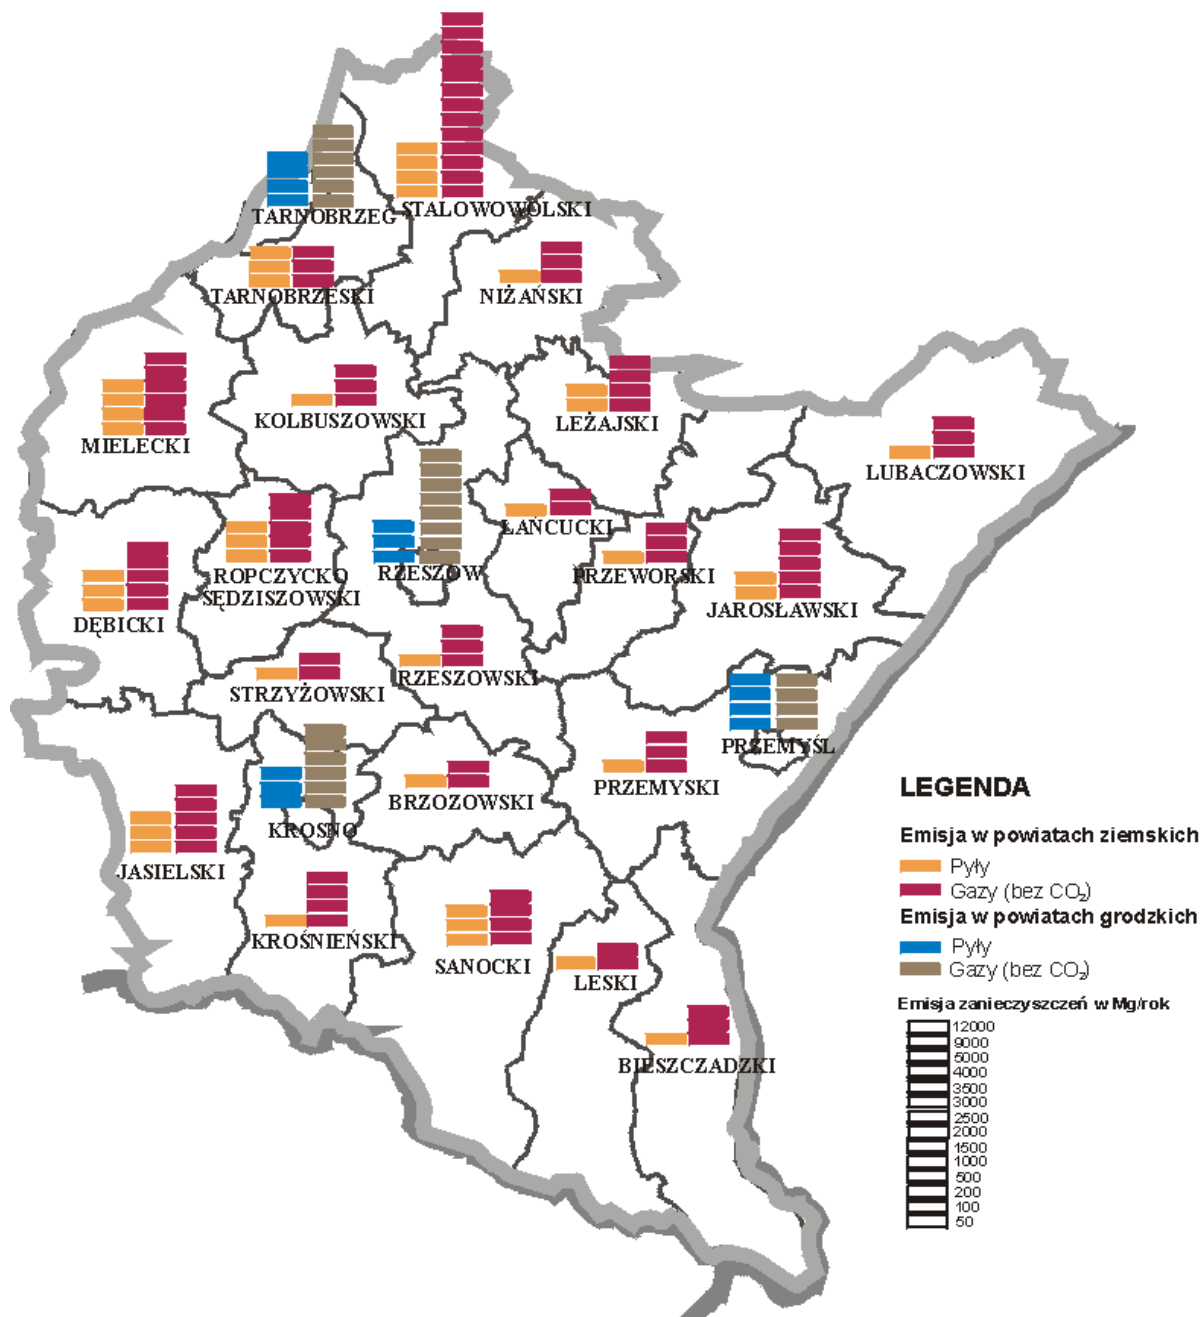 TARNOBRZEG
STALOWOWOLSKI
TARNOBRZESKI
NIŻAŃSKI
MIELECKI
KOLBUSZOWSKI
LEŻAJSKI
LUBACZOWSKI
ŁAŃCUCKI
ROPCZYCKO
SĘDZISZOWSKI
RZESZÓW
PRZEWORSKI
JAROSŁAWSKI
DĘBICKI
STRZYŻOWSKI
RZESZOWSKI
PRZEMYŚL
BRZOZOWSKI
PRZEMYSKI
KROSNO
JASIELSKI
KROŚNIEŃSKI
SANOCKI
LESKI
BIESZCZADZKI
LEGENDA
Emisja w powiatach ziemskich
Pyły
Gazy (bez CO₂)
Emisja w powiatach grodzkich
Pyły
Gazy (bez CO₂)
Emisja zanieczyszczeń w Mg/rok
12000
9000
5000
4000
3500
3000
2500
2000
1500
1000
500
200
100
50